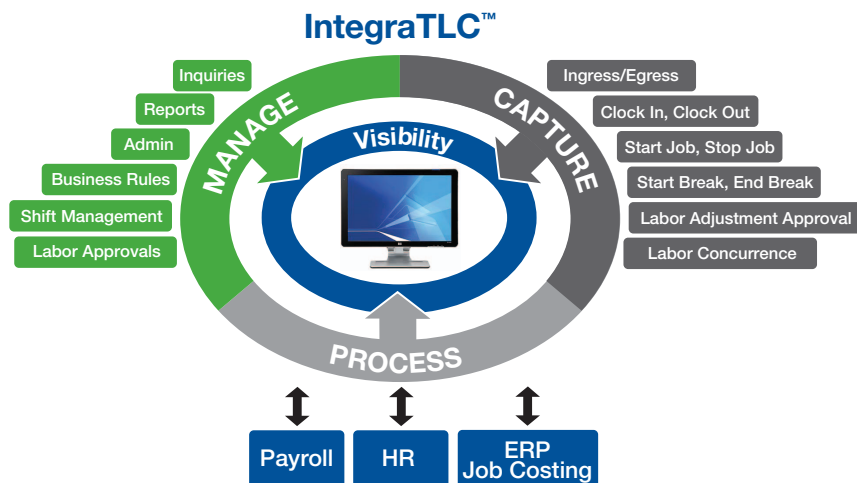 IntegraTLC™
Inquiries
Reports
Admin
Business Rules
Shift Management
Labor Approvals
MANAGE
Visibility
CAPTURE
Ingress/Egress
Clock In, Clock Out
Start Job, Stop Job
Start Break, End Break
Labor Adjustment Approval
Labor Concurrence
PROCESS
Payroll
HR
ERP
Job Costing